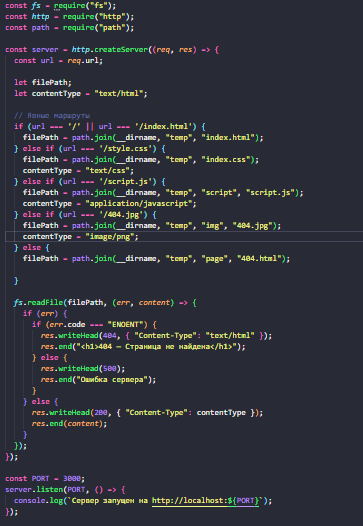 const fs = require("fs");
const http = require("http");
const path = require("path");
const server = http.createServer((req, res) => {
const url = req.url;
let filePath;
let contentType = "text/html";
// Явные маршруты
if (url === '/' || url === '/index.html') {
filePath = path.join(__dirname, "temp", "index.html");
} else if (url === '/style.css') {
filePath = path.join(__dirname, "temp", "index.css");
contentType = "text/css";
} else if (url === '/script.js') {
filePath = path.join(__dirname, "temp", "script", "script.js");
contentType = "application/javascript";
} else if (url === '/404.jpg') {
filePath = path.join(__dirname, "temp", "img", "404.jpg");
contentType = "image/png";
} else {
filePath = path.join(__dirname, "temp", "page", "404.html");
}
fs.readFile(filePath, (err, content) => {
if (err) {
if (err.code === "ENOENT") {
res.writeHead(404, { "Content-Type": "text/html" });
res.end("<h1>404 — Страница не найдена</h1>");
} else {
res.writeHead(500);
res.end("Ошибка сервера");
}
} else {
res.writeHead(200, { "Content-Type": contentType });
res.end(content);
}
});
});
const PORT = 3000;
server.listen(PORT, () => {
console.log(`Сервер запущен на http://localhost:${PORT}`);
});